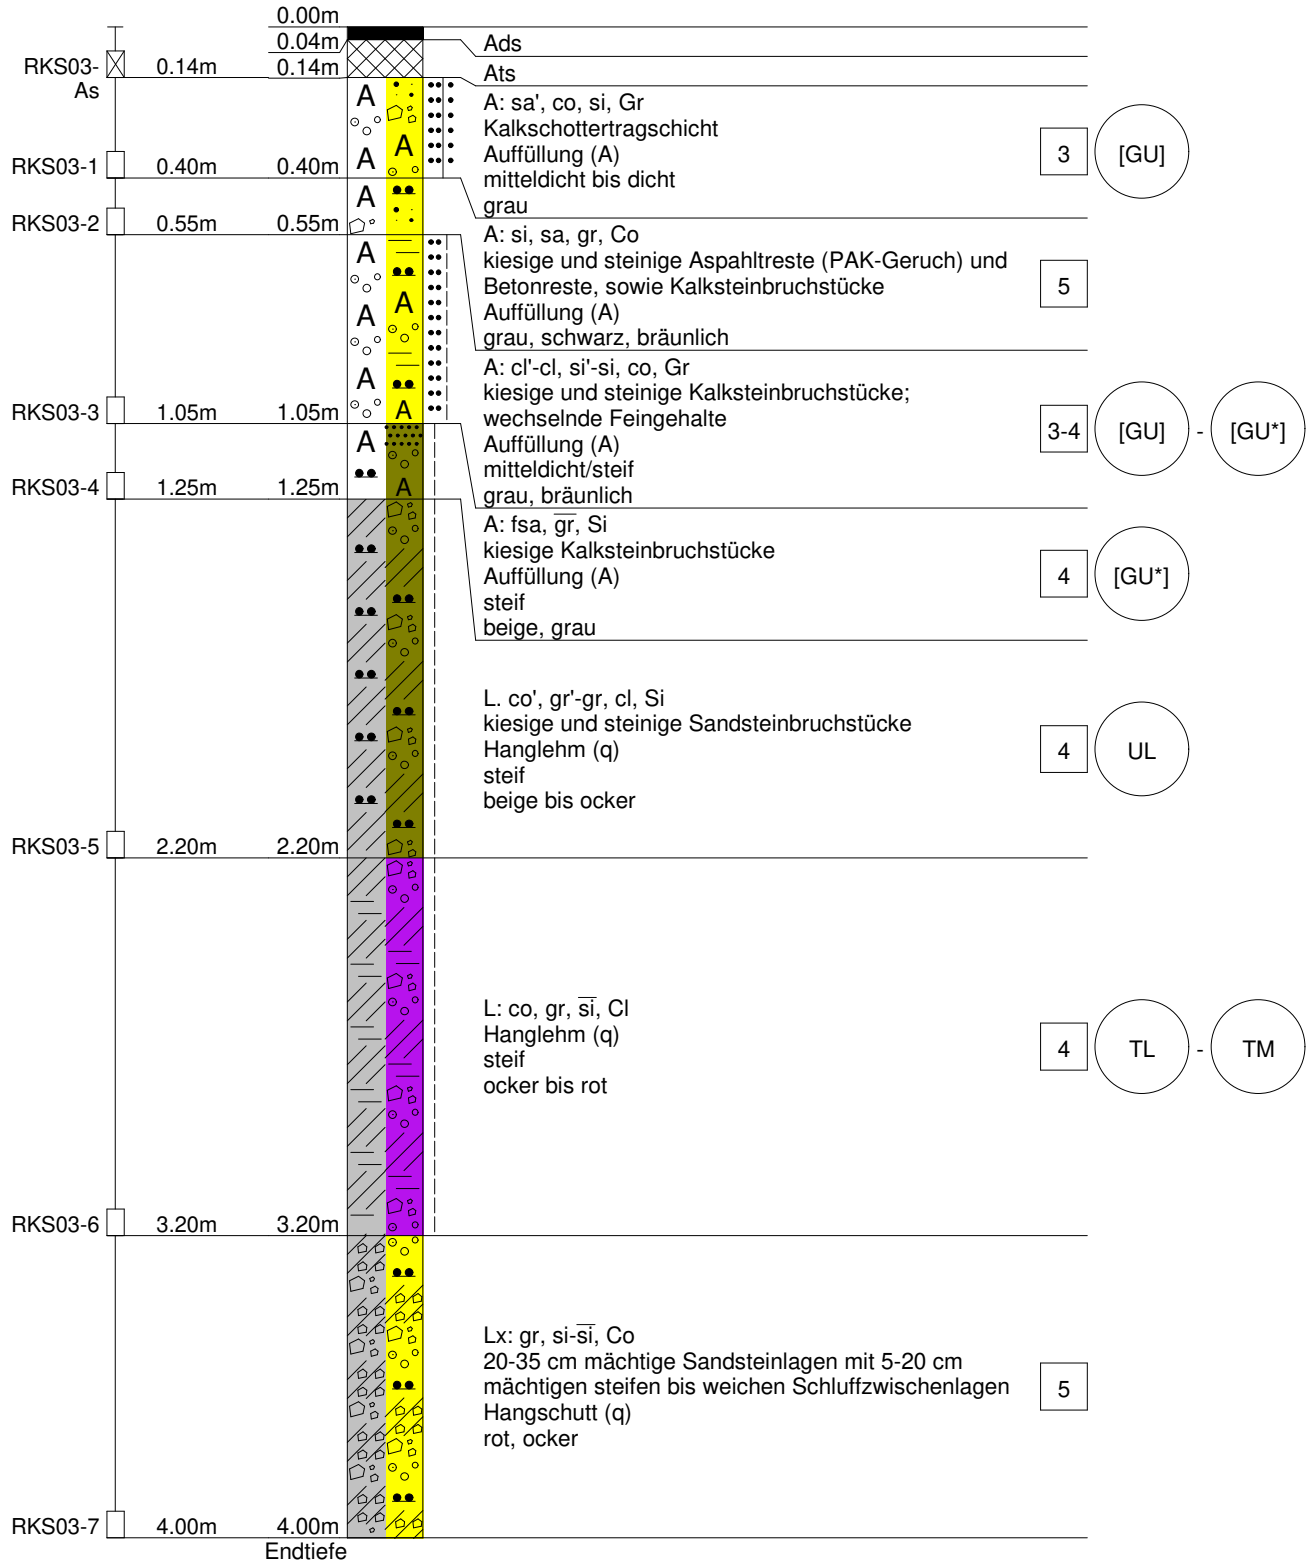 0.00m
0.04m
Ads
RKS03-
As
0.14m
0.14m
Ats
A: sa', co, si, Gr
Kalkschottertragschicht
Auffüllung (A)
mitteldicht bis dicht
grau
3
[GU]
A
A
A
RKS03-1
0.40m
0.40m
A
RKS03-2
0.55m
0.55m
A: si, sa, gr, Co
kiesige und steinige Aspahltreste (PAK-Geruch) und
Betonreste, sowie Kalksteinbruchstücke
Auffüllung (A)
grau, schwarz, bräunlich
5
A
A
A
A
A
A: cl'-cl, si'-si, co, Gr
kiesige und steinige Kalksteinbruchstücke;
wechselnde Feingehalte
Auffüllung (A)
mitteldicht/steif
grau, bräunlich
3-4
[GU]
-
[GU*]
RKS03-3
1.05m
1.05m
A
A
RKS03-4
1.25m
1.25m
A: fsa, g̅r̅, Si
kiesige Kalksteinbruchstücke
Auffüllung (A)
steif
beige, grau
4
[GU*]
L. co', gr'-gr, cl, Si
kiesige und steinige Sandsteinbruchstücke
Hanglehm (q)
steif
beige bis ocker
4
UL
RKS03-5
2.20m
2.20m
L: co, gr, s̅i̅, Cl
Hanglehm (q)
steif
ocker bis rot
4
TL
-
TM
RKS03-6
3.20m
3.20m
Lx: gr, si-s̅i̅, Co
20-35 cm mächtige Sandsteinlagen mit 5-20 cm
mächtigen steifen bis weichen Schluffzwischenlagen
Hangschutt (q)
rot, ocker
5
RKS03-7
4.00m
4.00m
Endtiefe